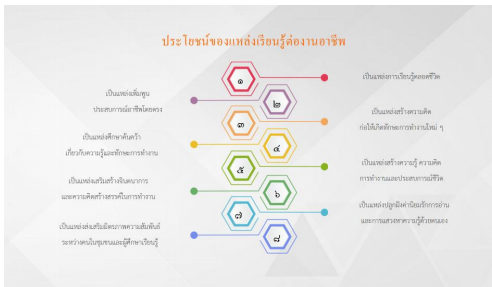 ประโยชน์ของแหล่งเรียนรู้ต่องานอาชีพ
๑
เป็นแหล่งการเรียนรู้ตลอดชีวิต
๒
เป็นแหล่งเพิ่มพูน
ประสบการณ์อาชีพโดยตรง
๓
เป็นแหล่งสร้างความคิด
ก่อให้เกิดทักษะการทำงานใหม่ ๆ
๔
เป็นแหล่งศึกษาค้นคว้า
เกี่ยวกับความรู้และทักษะการทำงาน
๕
เป็นแหล่งสร้างความรู้ ความคิด
การทำงานและประสบการณ์ชีวิต
๖
เป็นแหล่งเสริมสร้างจินตนาการ
และความคิดสร้างสรรค์ในการทำงาน
๗
เป็นแหล่งปลูกฝังค่านิยมรักการอ่าน
และการแสวงหาความรู้ด้วยตนเอง
๘
เป็นแหล่งส่งเสริมมิตรภาพความสัมพันธ์
ระหว่างคนในชุมชนและผู้ศึกษาเรียนรู้